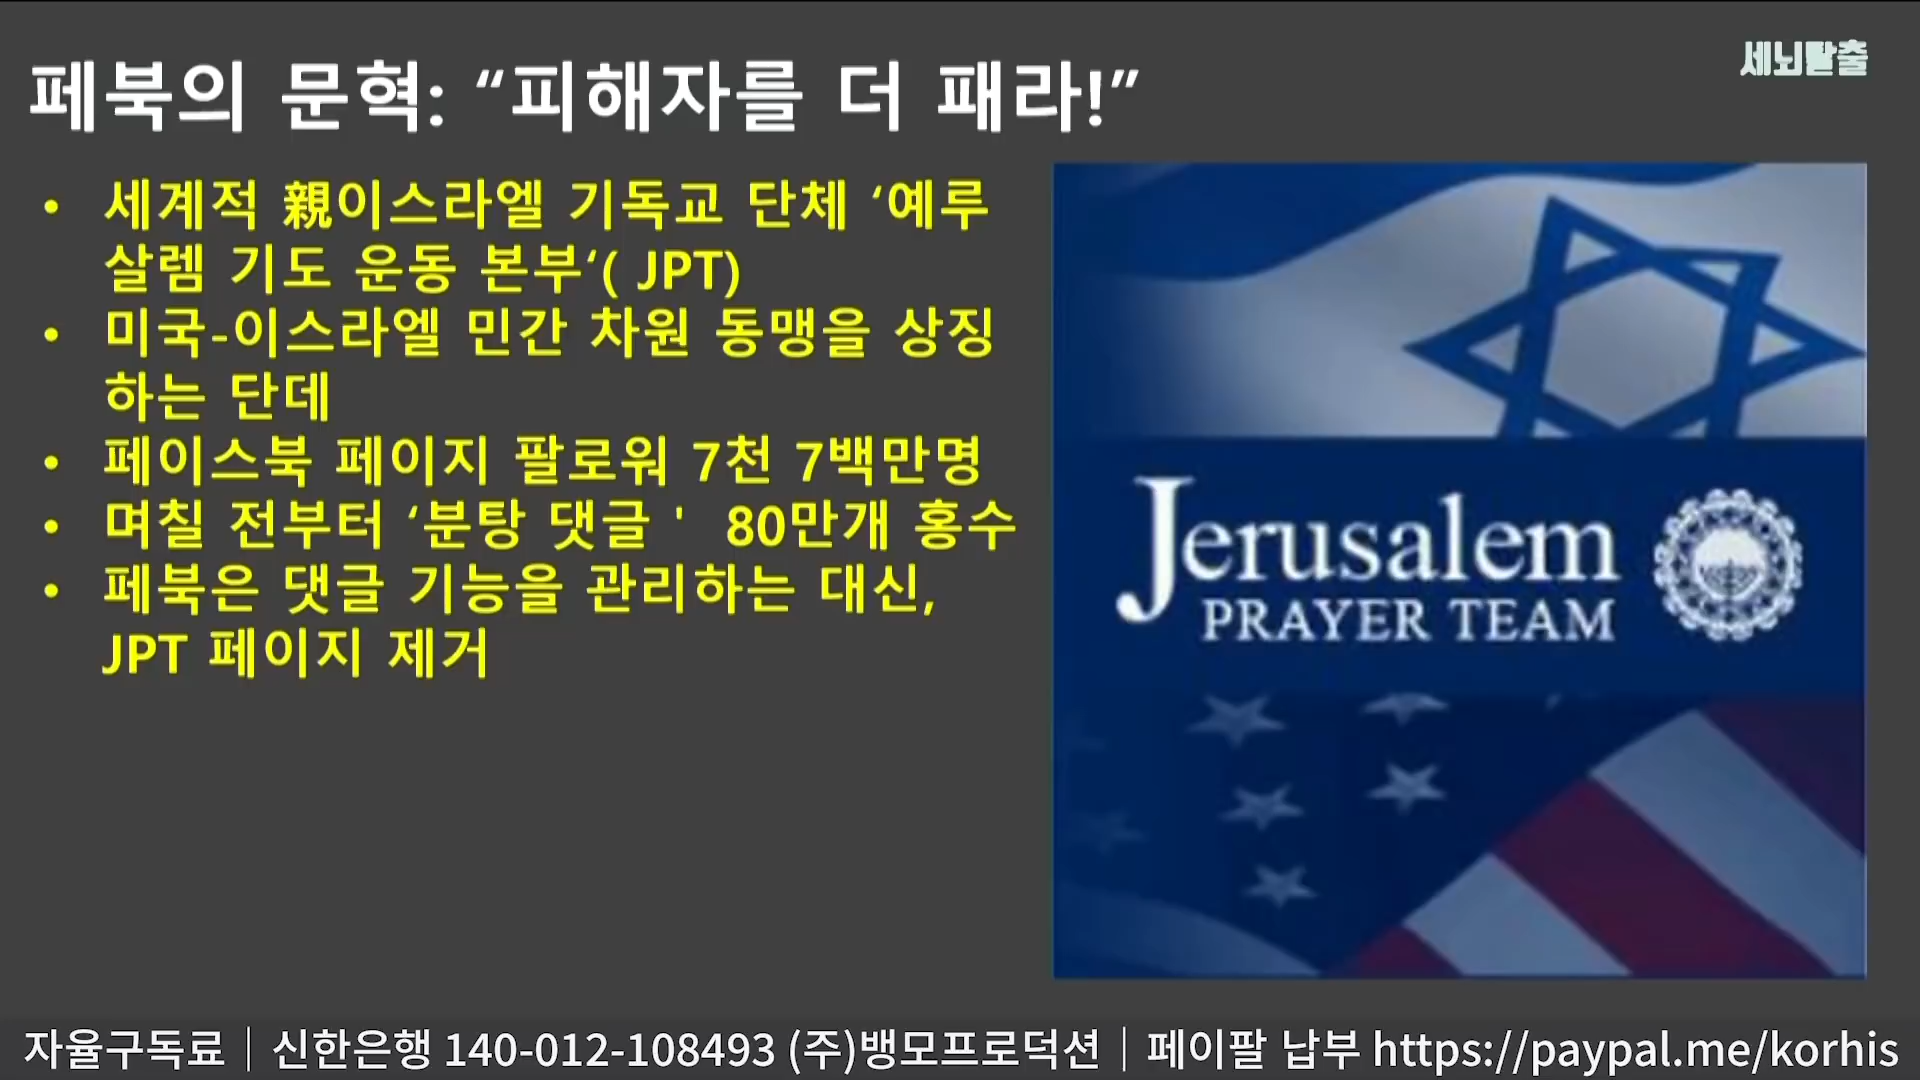 세뇌탈출
페북의 문혁: “피해자를 더 패라!”
• 세계적 親이스라엘 기독교 단체 ‘예루
살렘 기도 운동 본부‘( JPT)
• 미국-이스라엘 민간 차원 동맹을 상징
하는 단데
• 페이스북 페이지 팔로워 7천 7백만명
• 며칠 전부터 ‘분탕 댓글 ' 80만개 홍수
• 페북은 댓글 기능을 관리하는 대신,
JPT 페이지 제거
Jerusalem
PRAYER TEAM
자율구독료｜신한은행 140-012-108493 (주)뱅모프로덕션｜페이팔 납부 https://paypal.me/korhis